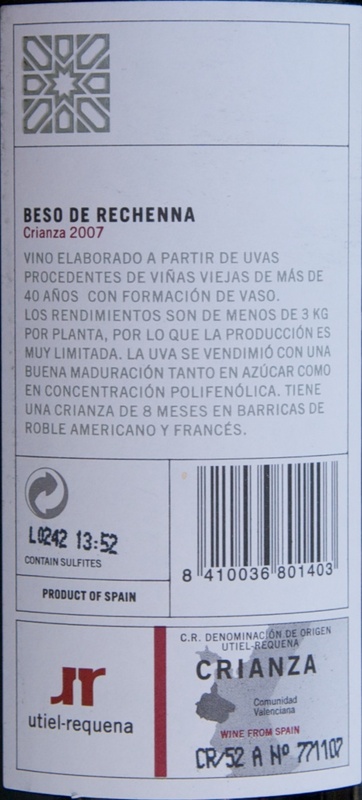 BESO DE RECHENNA
Crianza 2007
VINO ELABORADO A PARTIR DE UVAS
PROCEDENTES DE VIÑAS VIEJAS DE MÁS DE
40 AÑOS CON FORMACIÓN DE VASO.
LOS RENDIMIENTOS SON DE MENOS DE 3 KG
POR PLANTA, POR LO QUE LA PRODUCCIÓN ES
MUY LIMITADA. LA UVA SE VENDIMIÓ CON UNA
BUENA MADURACIÓN TANTO EN AZÚCAR COMO
EN CONCENTRACIÓN POLIFENÓLICA. TIENE
UNA CRIANZA DE 8 MESES EN BARRICAS DE
ROBLE AMERICANO Y FRANCÉS.
L0242 13:52
CONTAIN SULFITES
PRODUCT OF SPAIN
8 410036 801403
utiel-requena
C.R. DENOMINACIÓN DE ORIGEN
UTIEL-REQUENA
CRIANZA
Comunidad
Valenciana
WINE FROM SPAIN
CR/52 A Nº 771107